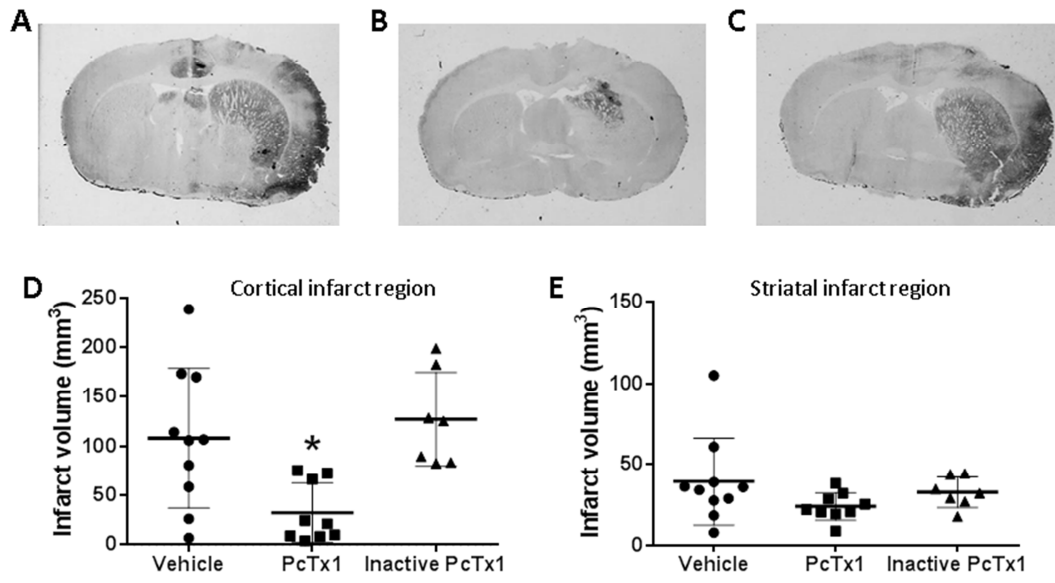 A B C
D Cortical infarct region
Infarct volume (mm³)
250
200
150
100
50
0
*
Vehicle PcTx1 Inactive PcTx1
E Striatal infarct region
Infarct volume (mm³)
150
100
50
0
Vehicle PcTx1 Inactive PcTx1